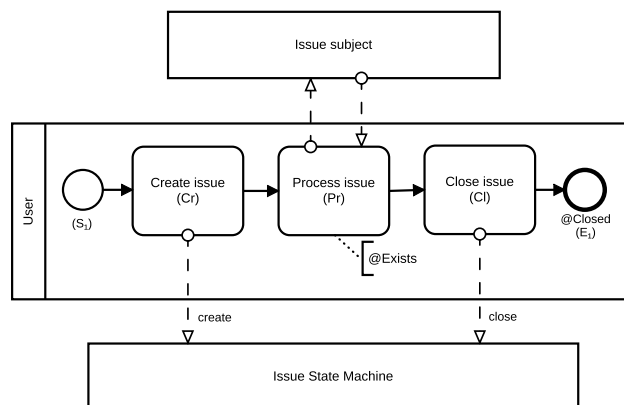 Issue subject
User
Create issue
(Cr)
Process issue
(Pr)
Close issue
(Cl)
(S₁)
@Closed
(E₁)
@Exists
create
close
Issue State Machine